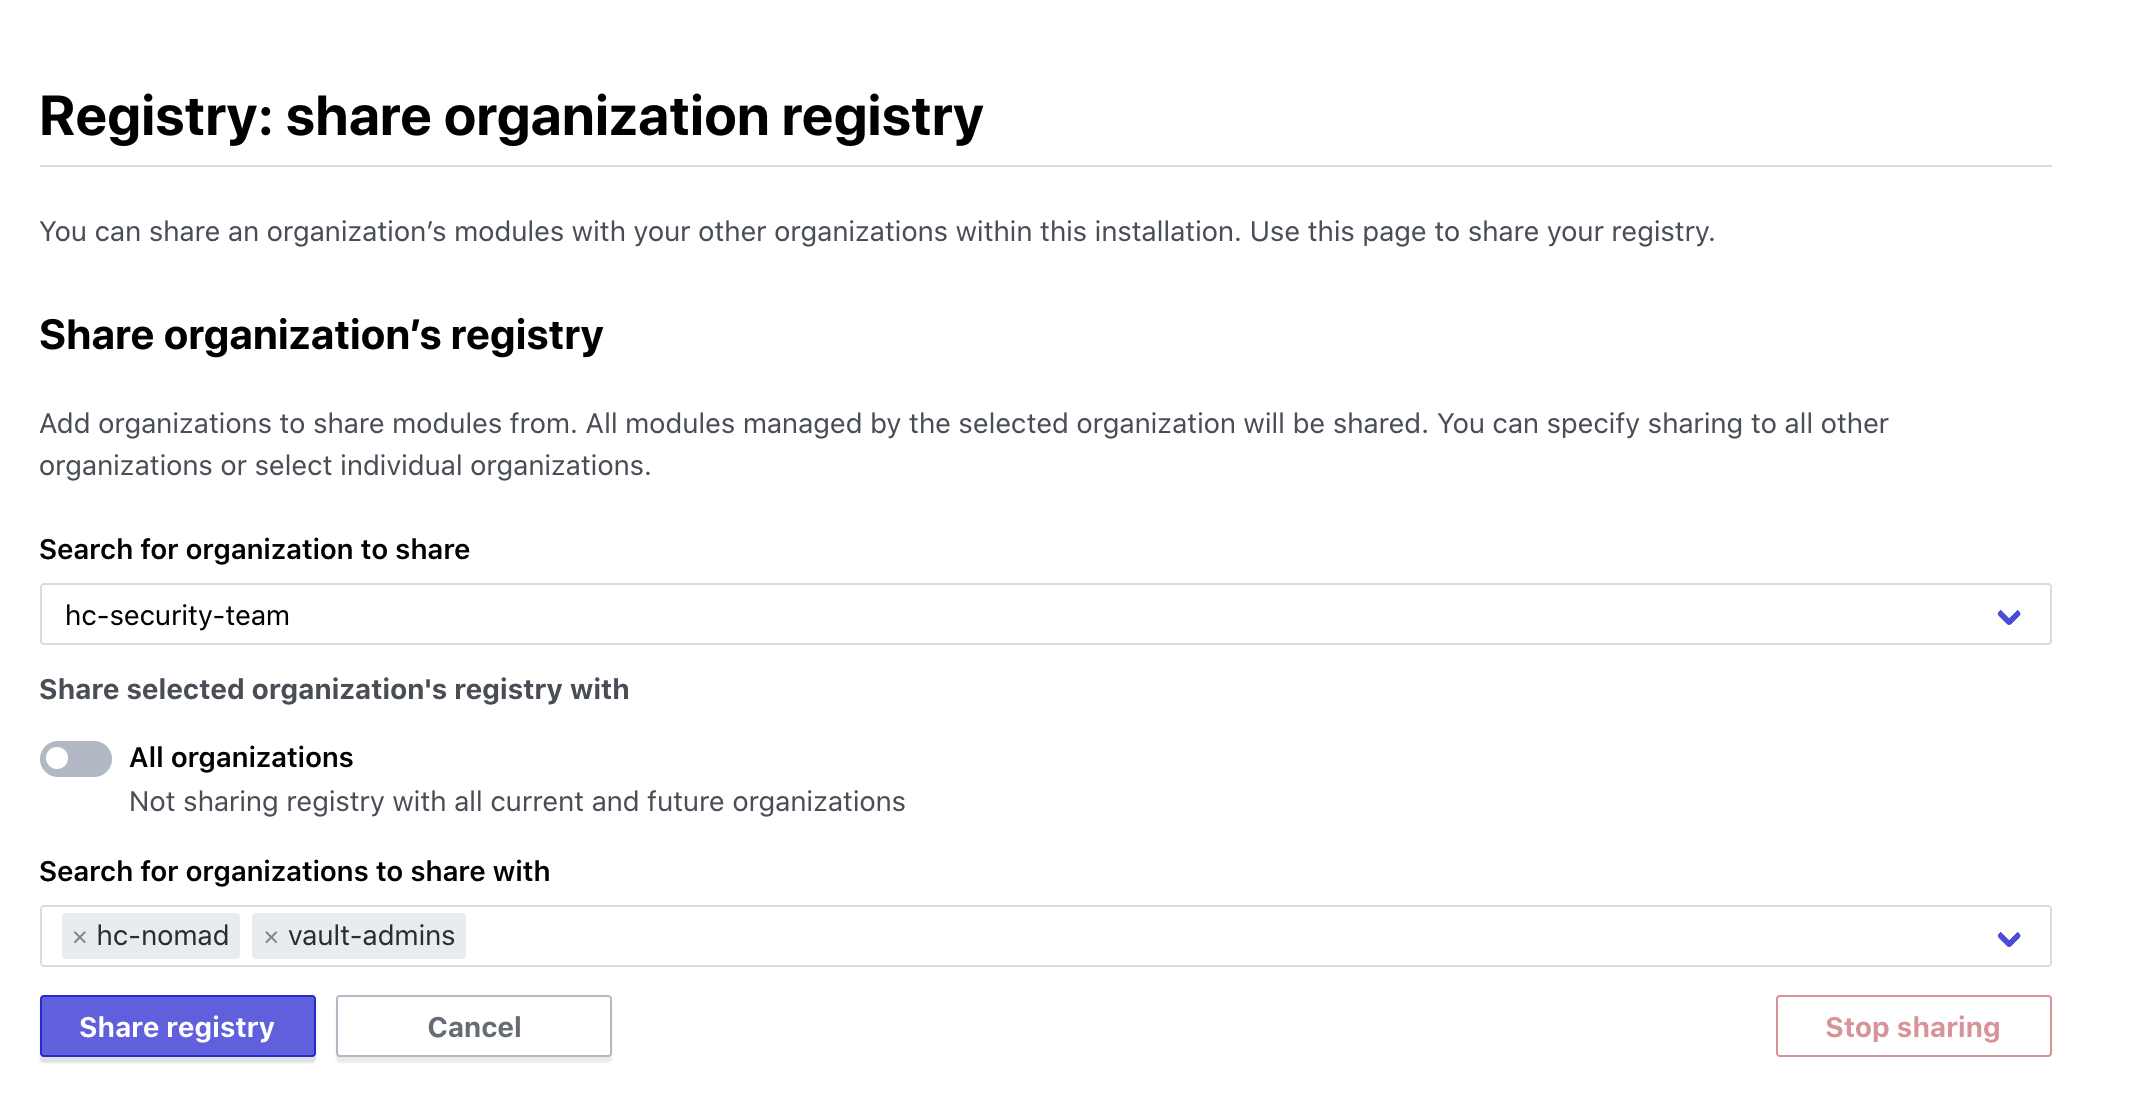 Registry: share organization registry
You can share an organization’s modules with your other organizations within this installation. Use this page to share your registry.
Share organization’s registry
Add organizations to share modules from. All modules managed by the selected organization will be shared. You can specify sharing to all other
organizations or select individual organizations.
Search for organization to share
hc-security-team
Share selected organization's registry with
All organizations
Not sharing registry with all current and future organizations
Search for organizations to share with
× hc-nomad × vault-admins
Share registry Cancel Stop sharing